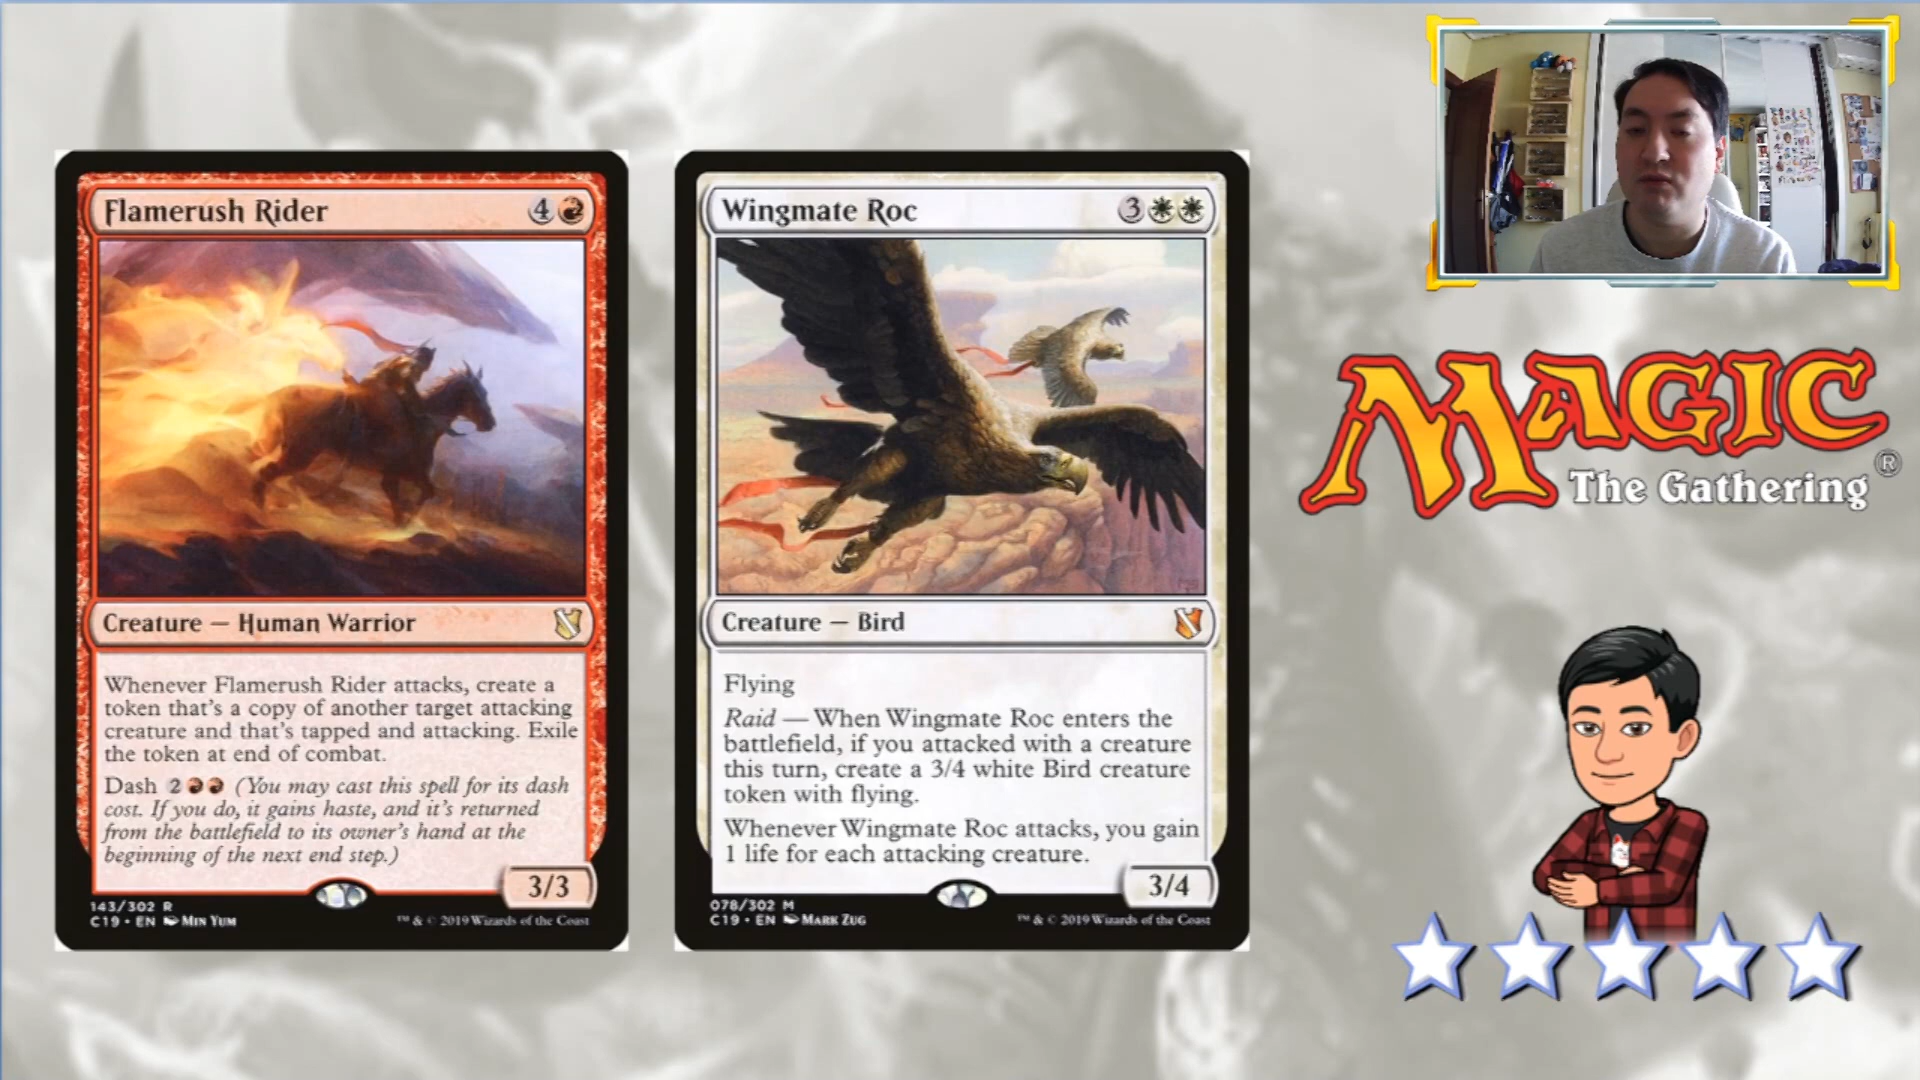 Flamerush Rider
4
Creature — Human Warrior
Whenever Flamerush Rider attacks, create a
token that's a copy of another target attacking
creature and that's tapped and attacking. Exile
the token at end of combat.
Dash 2 (You may cast this spell for its dash
cost. If you do, it gains haste, and it's returned
from the battlefield to its owner's hand at the
beginning of the next end step.)
3/3
143/302 R
C19 • EN MIN YUM
™ & © 2019 Wizards of the Coast
Wingmate Roc
3
Creature — Bird
Flying
Raid — When Wingmate Roc enters the
battlefield, if you attacked with a creature
this turn, create a 3/4 white Bird creature
token with flying.
Whenever Wingmate Roc attacks, you gain
1 life for each attacking creature.
3/4
078/302 M
C19 • EN MARK ZUG
™ & © 2019 Wizards of the Coast
MAGIC
The Gathering®